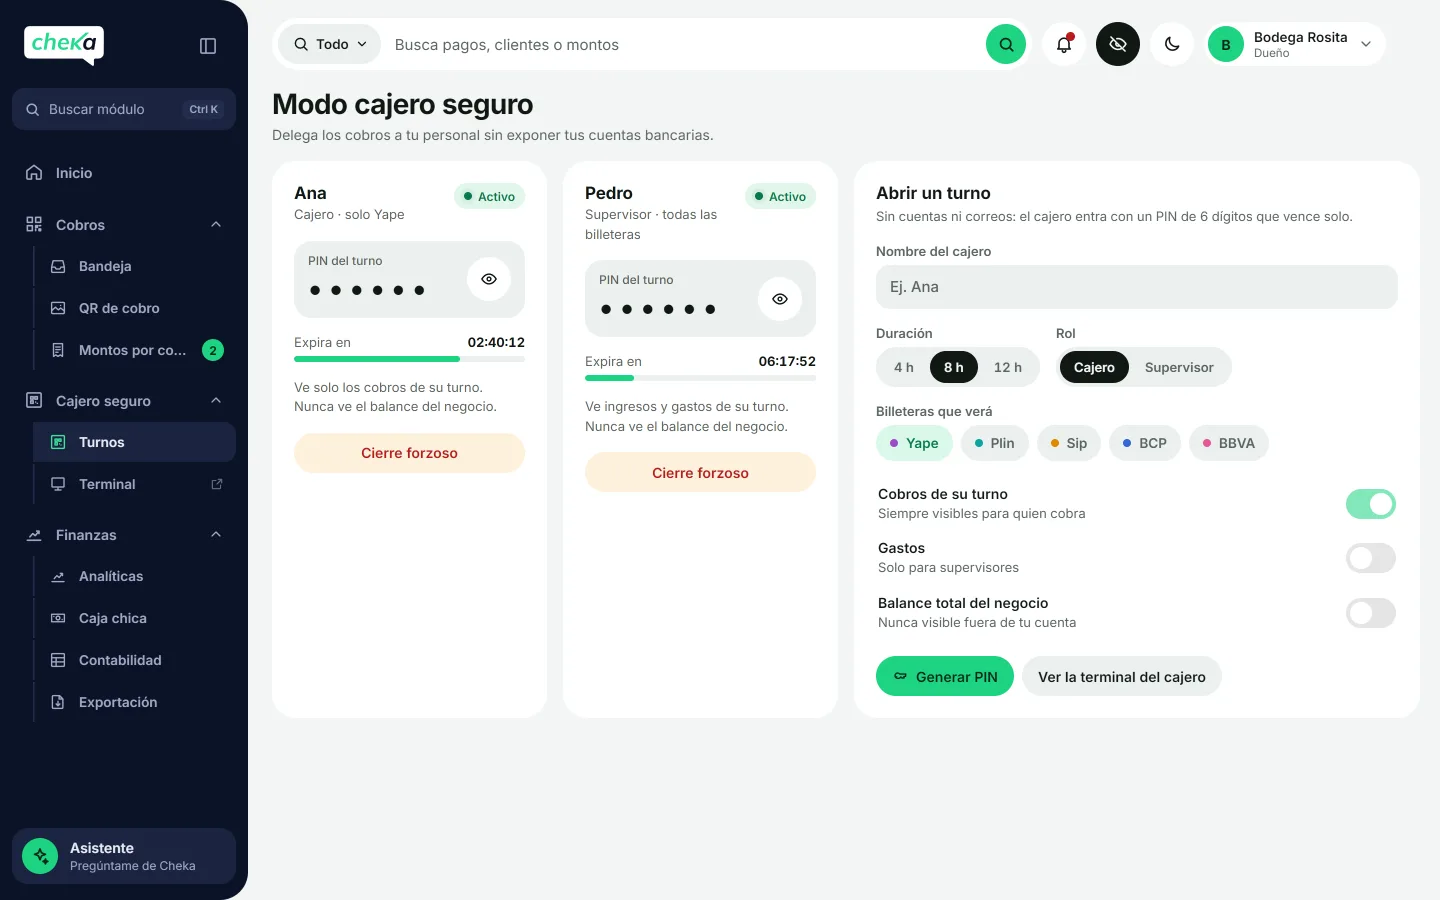 cheka
Buscar módulo
Ctrl K
Inicio
Cobros
Bandeja
QR de cobro
Montos por co...
2
Cajero seguro
Turnos
Terminal
Finanzas
Analíticas
Caja chica
Contabilidad
Exportación
Asistente
Pregúntame de Cheka
Todo
Busca pagos, clientes o montos
B
Bodega Rosita
Dueño
Modo cajero seguro
Delega los cobros a tu personal sin exponer tus cuentas bancarias.
Ana
Activo
Cajero · solo Yape
PIN del turno
Expira en
02:40:12
Ve solo los cobros de su turno.
Nunca ve el balance del negocio.
Cierre forzoso
Pedro
Activo
Supervisor · todas las
billeteras
PIN del turno
Expira en
06:17:52
Ve ingresos y gastos de su turno.
Nunca ve el balance del negocio.
Cierre forzoso
Abrir un turno
Sin cuentas ni correos: el cajero entra con un PIN de 6 dígitos que vence solo.
Nombre del cajero
Ej. Ana
Duración
Rol
4 h
8 h
12 h
Cajero
Supervisor
Billeteras que verá
Yape
Plin
Sip
BCP
BBVA
Cobros de su turno
Siempre visibles para quien cobra
Gastos
Solo para supervisores
Balance total del negocio
Nunca visible fuera de tu cuenta
Generar PIN
Ver la terminal del cajero